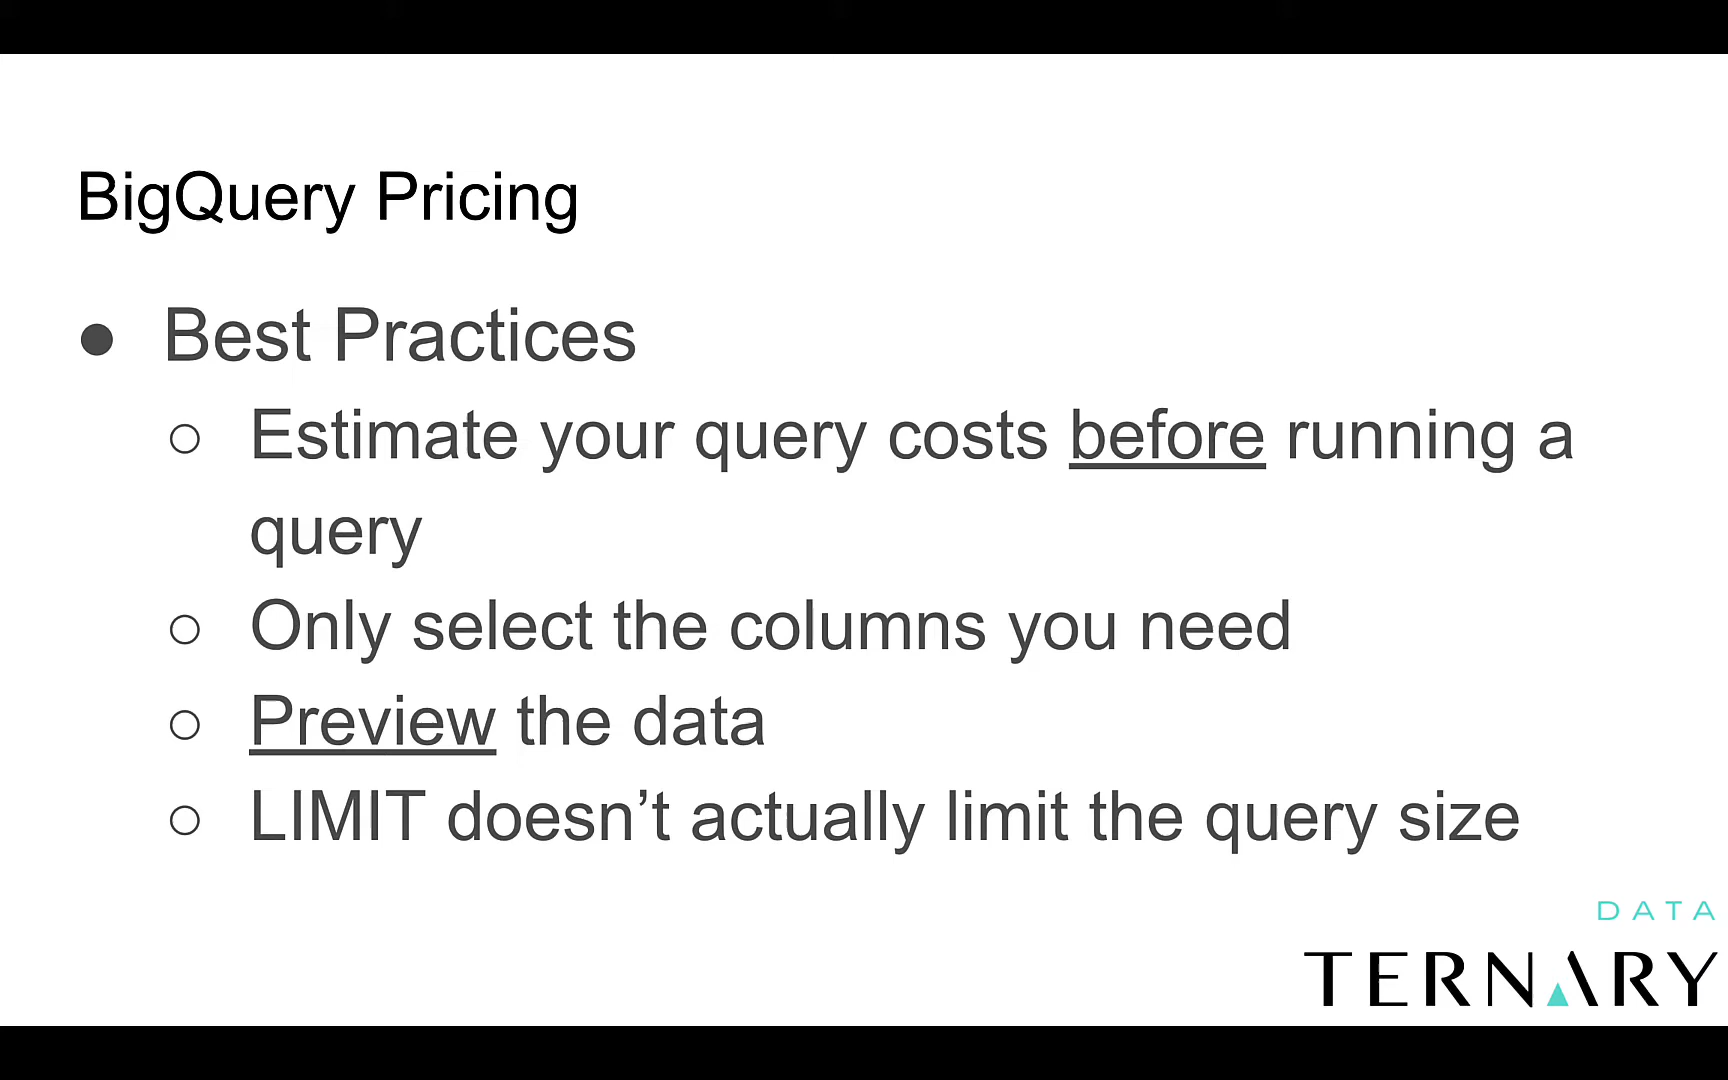 BigQuery Pricing
● Best Practices
○ Estimate your query costs before running a
query
○ Only select the columns you need
○ Preview the data
○ LIMIT doesn’t actually limit the query size
DATA
TERNARY